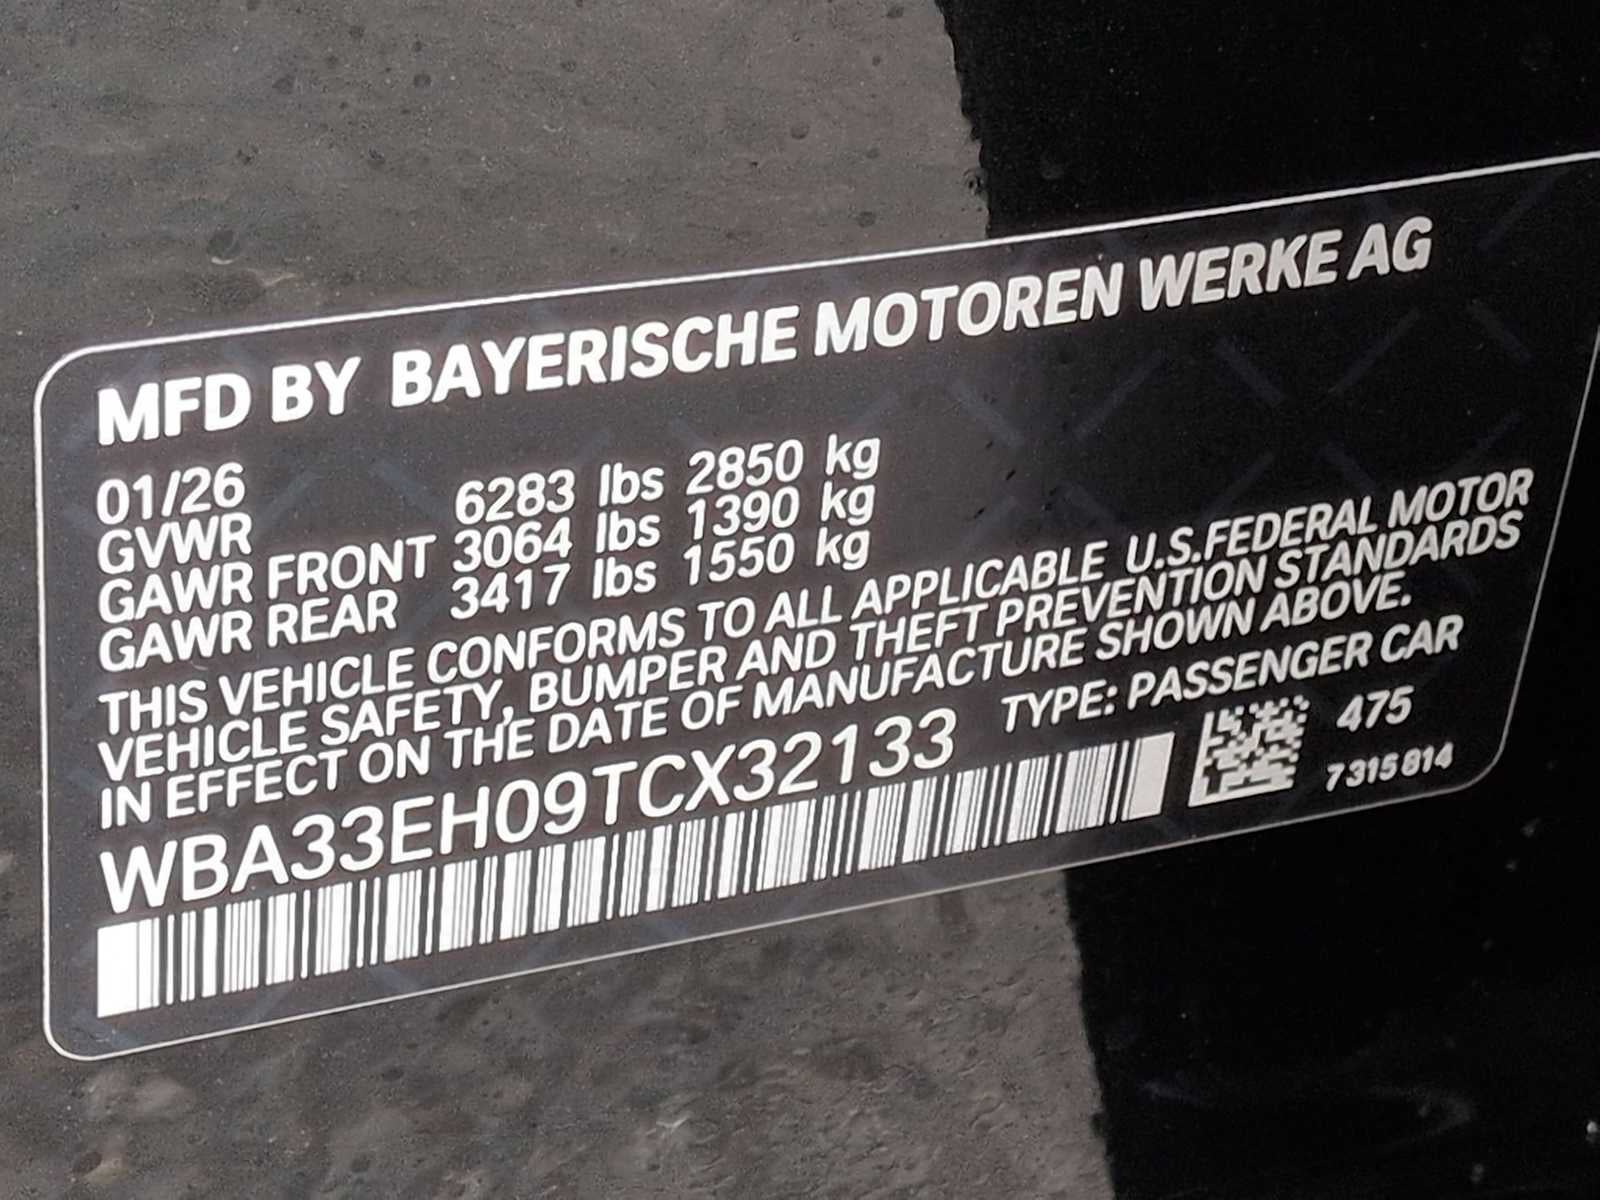 MFD BY BAYERISCHE MOTOREN WERKE AG
01/26
GVWR 6283 lbs 2850 kg
GAWR FRONT 3064 lbs 1390 kg
GAWR REAR 3417 lbs 1550 kg
THIS VEHICLE CONFORMS TO ALL APPLICABLE U.S.FEDERAL MOTOR
VEHICLE SAFETY, BUMPER AND THEFT PREVENTION STANDARDS
IN EFFECT ON THE DATE OF MANUFACTURE SHOWN ABOVE.
WBA33EH09TCX32133 TYPE: PASSENGER CAR
475
7315814